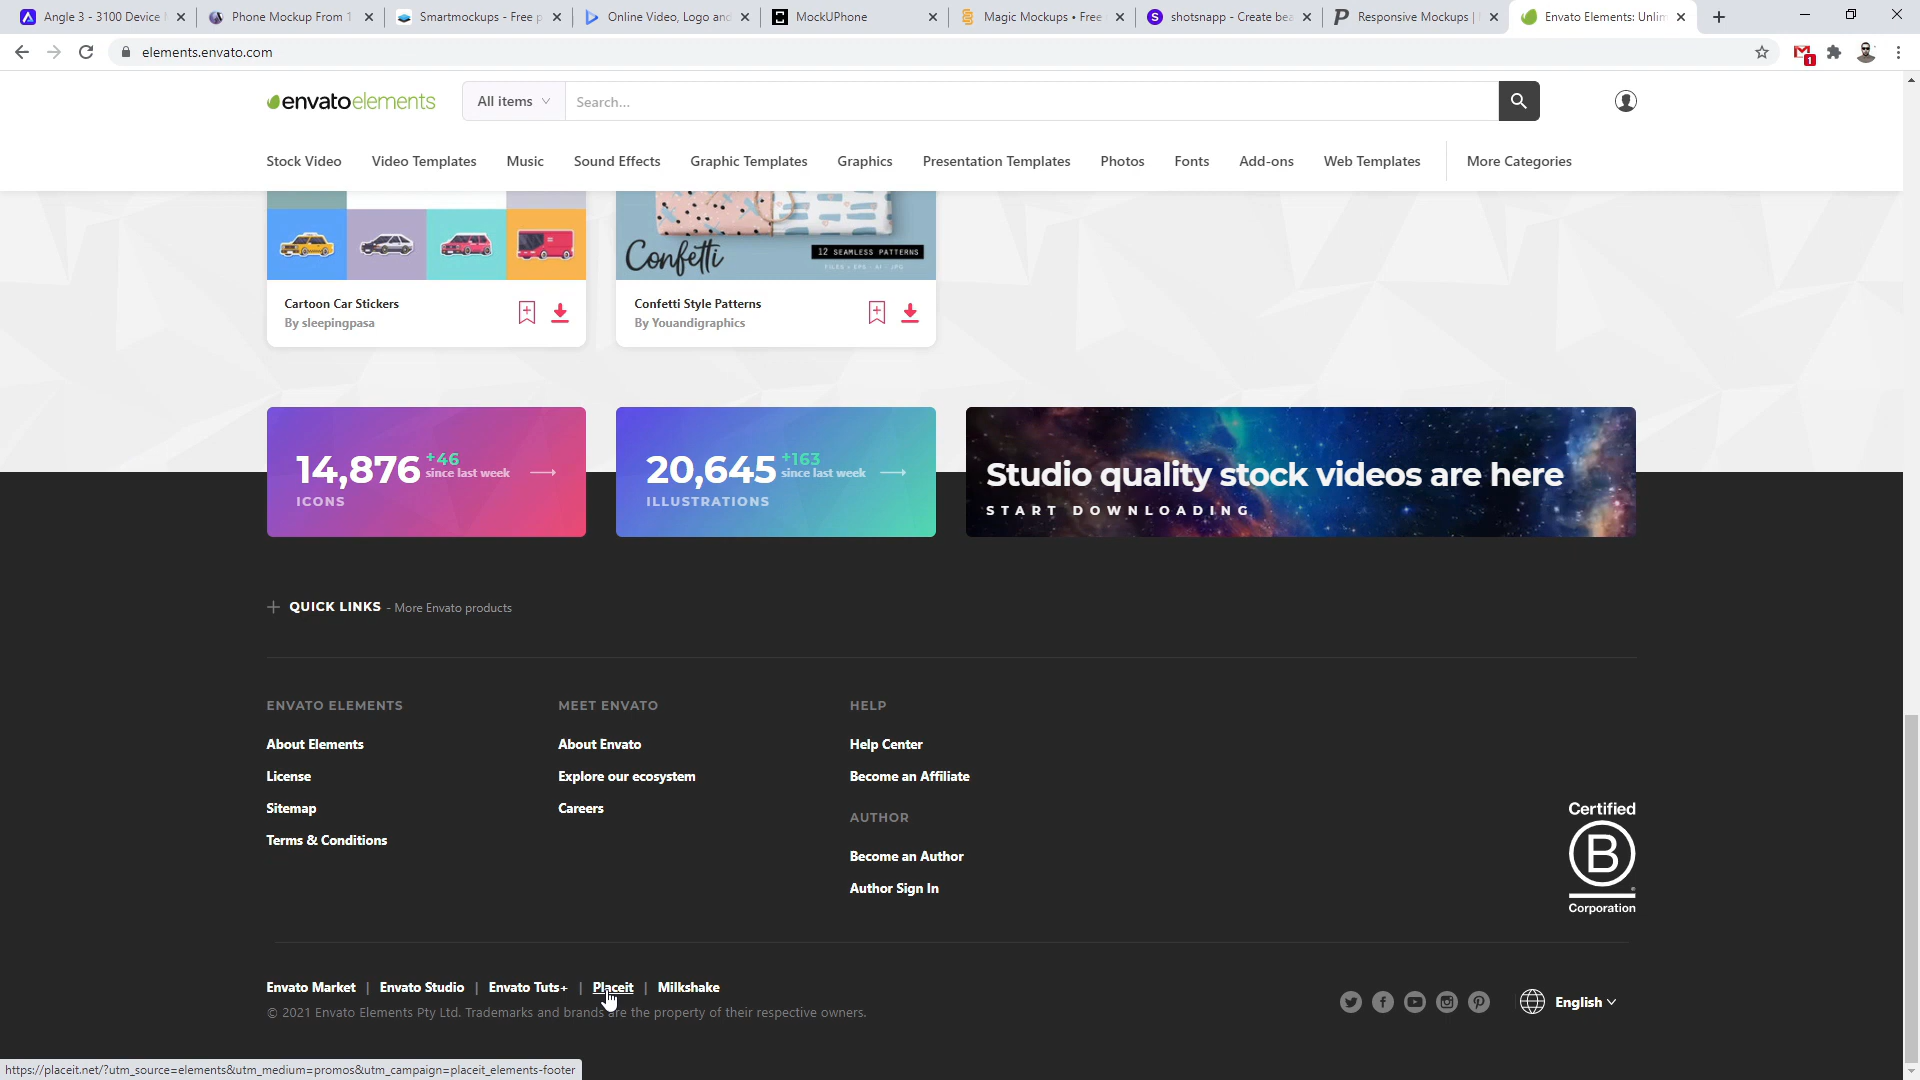 Angle 3 - 3100 Device
Phone Mockup From 1
Smartmockups - Free p
Online Video, Logo and
MockUPhone
Magic Mockups • Free
shotsnapp - Create bea
Responsive Mockups |
Envato Elements: Unlim
elements.envato.com
1
envatoelements
All items
Search...
Stock Video
Video Templates
Music
Sound Effects
Graphic Templates
Graphics
Presentation Templates
Photos
Fonts
Add-ons
Web Templates
More Categories
Confetti
12 SEAMLESS PATTERNS
Cartoon Car Stickers
By sleepingpasa
Confetti Style Patterns
By Youandigraphics
14,876 +46 since last week
ICONS
20,645 +163 since last week
ILLUSTRATIONS
Studio quality stock videos are here
START DOWNLOADING
QUICK LINKS - More Envato products
ENVATO ELEMENTS
About Elements
License
Sitemap
Terms & Conditions
MEET ENVATO
About Envato
Explore our ecosystem
Careers
HELP
Help Center
Become an Affiliate
AUTHOR
Become an Author
Author Sign In
Certified
B
Corporation
Envato Market | Envato Studio | Envato Tuts+ | Placeit | Milkshake
© 2021 Envato Elements Pty Ltd. Trademarks and brands are the property of their respective owners.
English
https://placeit.net/?utm_source=elements&utm_medium=promos&utm_campaign=placeit_elements-footer